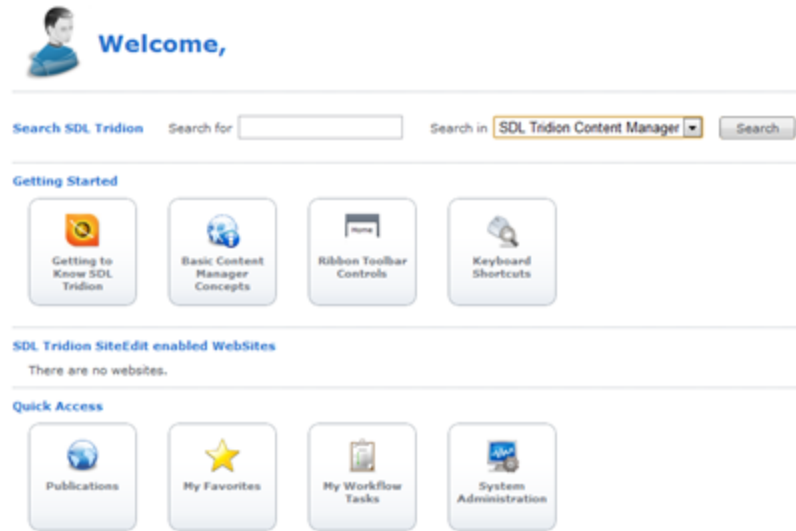 Welcome,
Search SDL Tridion Search for Search in SDL Tridion Content Manager Search
Getting Started
Getting to Know SDL Tridion
Basic Content Manager Concepts
Home
Ribbon Toolbar Controls
Keyboard Shortcuts
SDL Tridion SiteEdit enabled WebSites
There are no websites.
Quick Access
Publications
My Favorites
My Workflow Tasks
System Administration